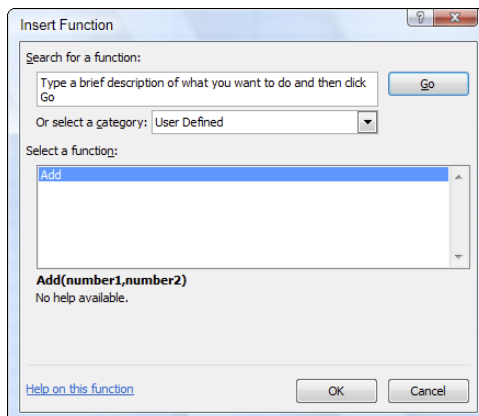 Insert Function
Search for a function:
Type a brief description of what you want to do and then click
Go
Go
Or select a category: User Defined
Select a function:
Add
Add(number1,number2)
No help available.
Help on this function
OK Cancel